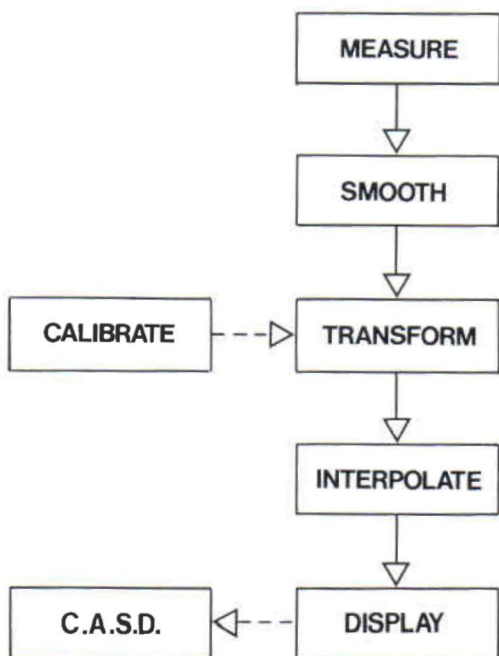 MEASURE
SMOOTH
CALIBRATE
TRANSFORM
INTERPOLATE
C.A.S.D.
DISPLAY